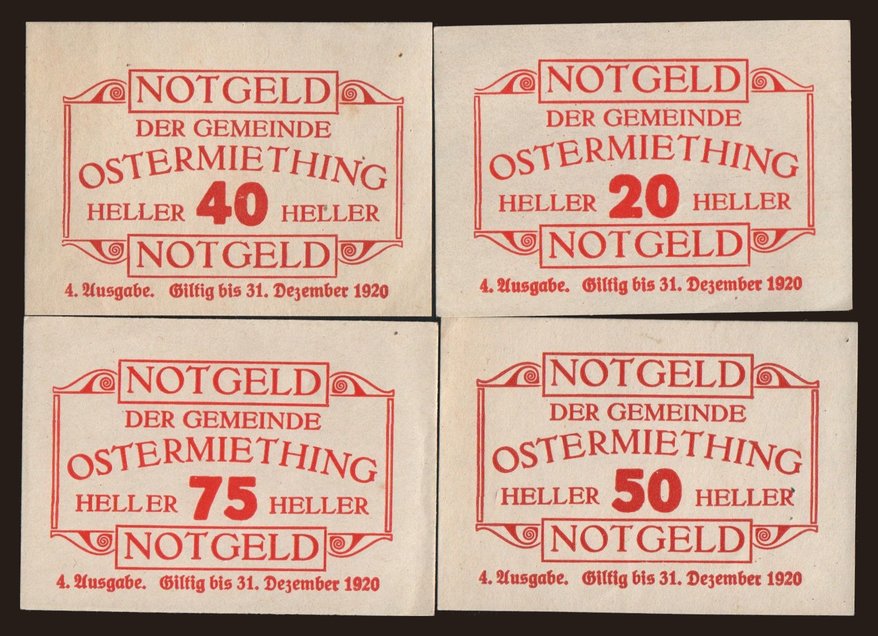 NOTGELD
DER GEMEINDE
OSTERMIETHING
HELLER 40 HELLER
NOTGELD
4. Ausgabe. Giltig bis 31. Dezember 1920
NOTGELD
DER GEMEINDE
OSTERMIETHING
HELLER 20 HELLER
NOTGELD
4. Ausgabe. Giltig bis 31. Dezember 1920
NOTGELD
DER GEMEINDE
OSTERMIETHING
HELLER 75 HELLER
NOTGELD
4. Ausgabe. Giltig bis 31. Dezember 1920
NOTGELD
DER GEMEINDE
OSTERMIETHING
HELLER 50 HELLER
NOTGELD
4. Ausgabe. Giltig bis 31. Dezember 1920